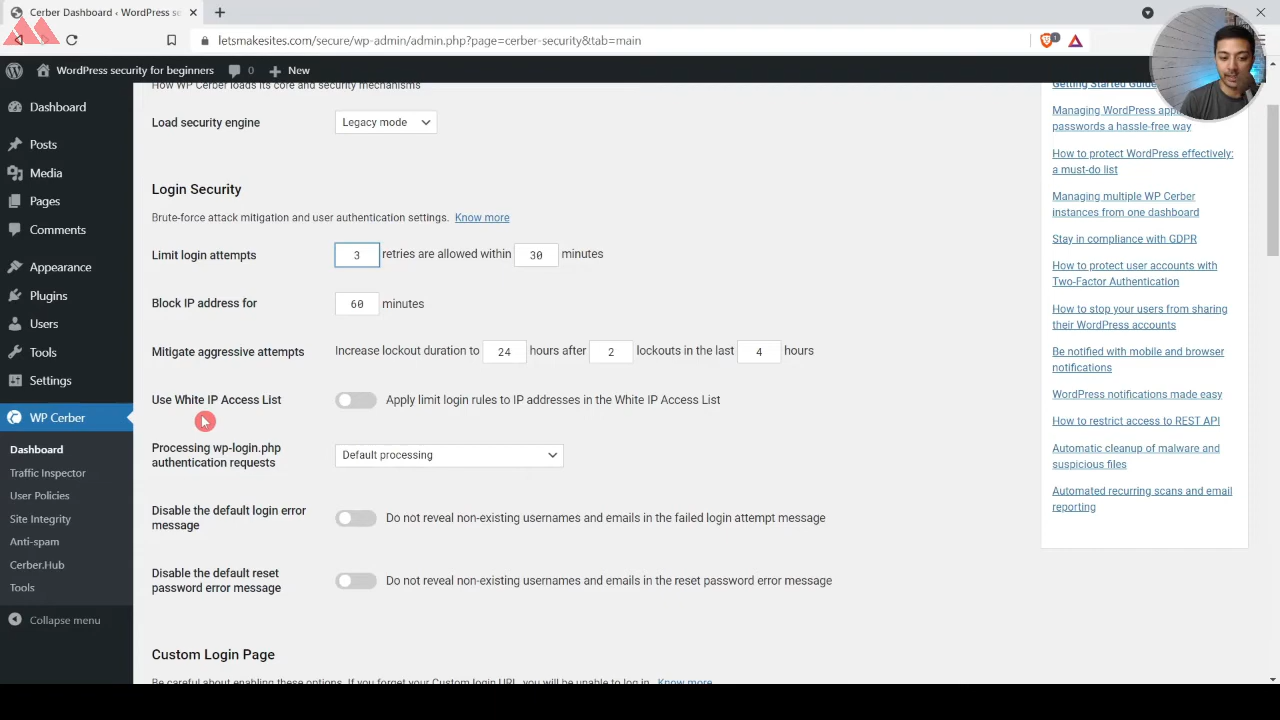 Cerber Dashboard ‹ WordPress se
letsmakesites.com/secure/wp-admin/admin.php?page=cerber-security&tab=main
1
WordPress security for beginners
0
New
Dashboard
Posts
Media
Pages
Comments
Appearance
Plugins
Users
Tools
Settings
WP Cerber
Dashboard
Traffic Inspector
User Policies
Site Integrity
Anti-spam
Cerber.Hub
Tools
Collapse menu
How WP Cerber loads its core and security mechanisms
Load security engine
Legacy mode
Login Security
Brute-force attack mitigation and user authentication settings. Know more
Limit login attempts
3 retries are allowed within 30 minutes
Block IP address for
60 minutes
Mitigate aggressive attempts
Increase lockout duration to 24 hours after 2 lockouts in the last 4 hours
Use White IP Access List
Apply limit login rules to IP addresses in the White IP Access List
Processing wp-login.php
authentication requests
Default processing
Disable the default login error
message
Do not reveal non-existing usernames and emails in the failed login attempt message
Disable the default reset
password error message
Do not reveal non-existing usernames and emails in the reset password error message
Custom Login Page
Be careful about enabling these options. If you forget your Custom login URL, you will be unable to log in. Know more
Getting Started Guide
Managing WordPress app
passwords a hassle-free way
How to protect WordPress effectively:
a must-do list
Managing multiple WP Cerber
instances from one dashboard
Stay in compliance with GDPR
How to protect user accounts with
Two-Factor Authentication
How to stop your users from sharing
their WordPress accounts
Be notified with mobile and browser
notifications
WordPress notifications made easy
How to restrict access to REST API
Automatic cleanup of malware and
suspicious files
Automated recurring scans and email
reporting